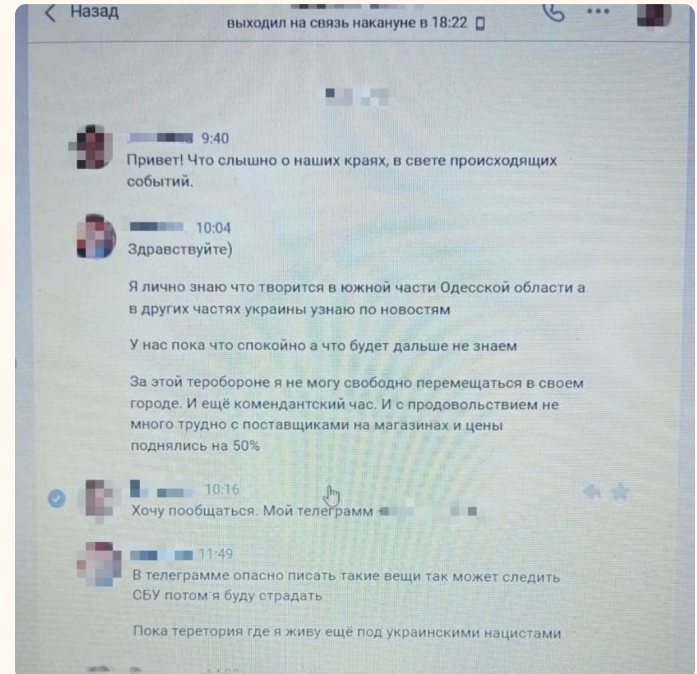 Назад
выходил на связь накануне в 18:22
9:40
Привет! Что слышно о наших краях, в свете происходящих
событий.
10:04
Здравствуйте)
Я лично знаю что творится в южной части Одесской области а
в других частях украины узнаю по новостям
У нас пока что спокойно а что будет дальше не знаем
За этой теробороне я не могу свободно перемещаться в своем
городе. И ещё комендантский час. И с продовольствием не
много трудно с поставщиками на магазинах и цены
поднялись на 50%
10:16
Хочу пообщаться. Мой телеграмм
11:49
В телеграмме опасно писать такие вещи так может следить
СБУ потом я буду страдать
Пока теретория где я живу ещё под украинскими нацистами